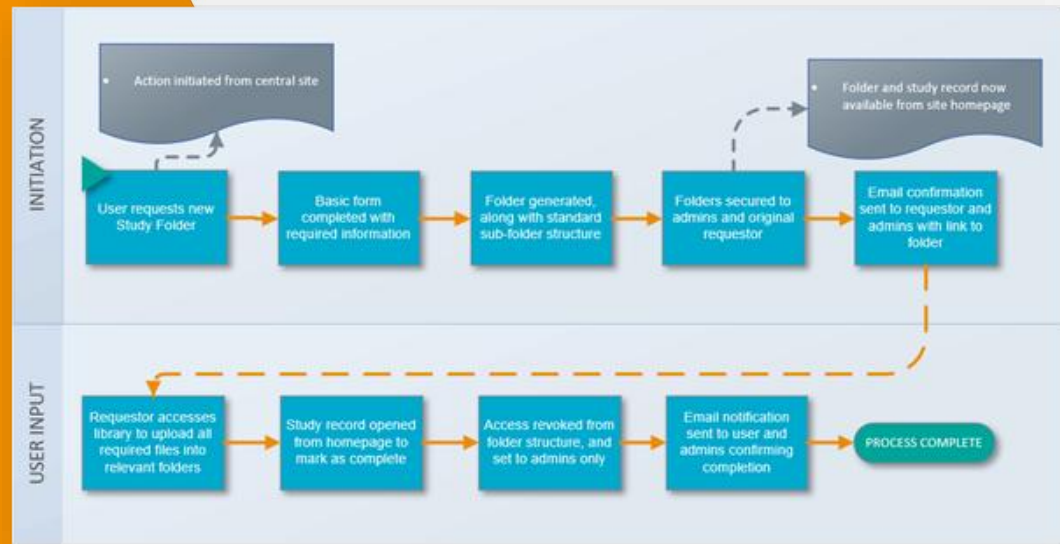 INITIATION
Action initiated from central site
Folder and study record now
available from site homepage
User requests new
Study Folder
Basic form
completed with
required information
Folder generated,
along with standard
sub-folder structure
Folders secured to
admins and original
requestor
Email confirmation
sent to requestor and
admins with link to
folder
USER INPUT
Requestor accesses
library to upload all
required files into
relevant folders
Study record opened
from homepage to
mark as complete
Access revoked from
folder structure, and
set to admins only
Email notification
sent to user and
admins confirming
completion
PROCESS COMPLETE